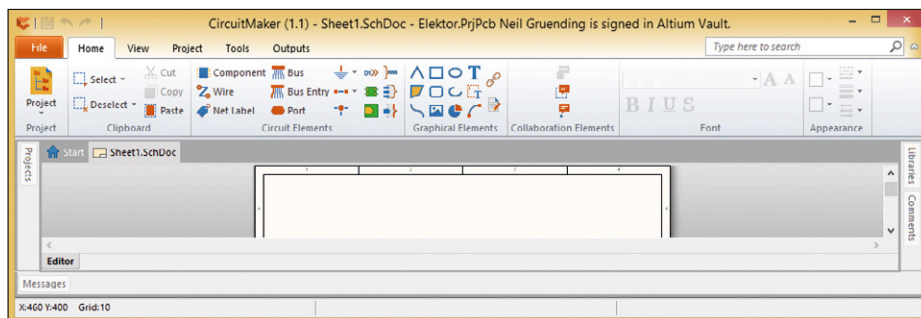 CircuitMaker (1.1) - Sheet1.SchDoc - Elektor.PrjPcb Neil Gruending is signed in Altium Vault.
File Home View Project Tools Outputs Type here to search
Select Cut Component Bus
Copy Wire Bus Entry
Project Deselect Paste Net Label Port
B I U S
A A
Project Clipboard Circuit Elements Graphical Elements Collaboration Elements Font Appearance
Projects
Start Sheet1.SchDoc
Libraries
Comments
Editor
Messages
X:460 Y:400 Grid:10